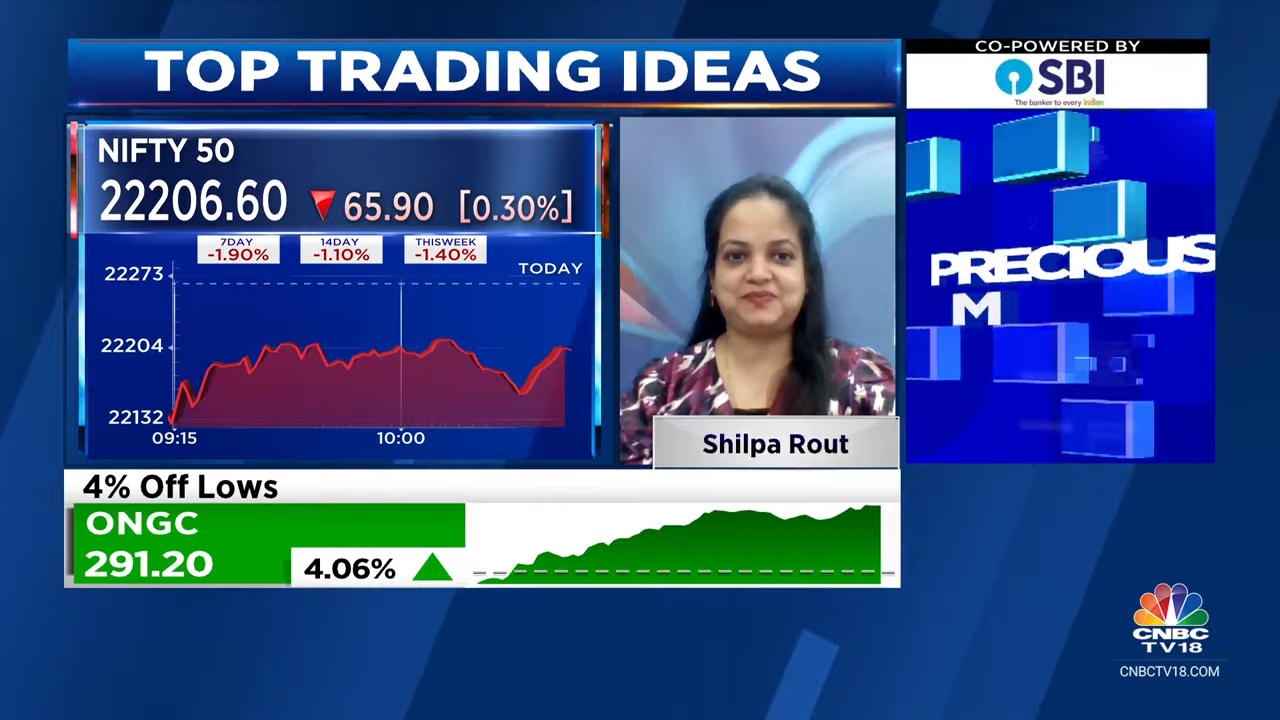 TOP TRADING IDEAS
CO-POWERED BY
SBI
The banker to every Indian
NIFTY 50
22206.60 ▼ 65.90 [0.30%]
7DAY
-1.90%
14DAY
-1.10%
THISWEEK
-1.40%
TODAY
22273
22204
22132
09:15
10:00
Shilpa Rout
PRECIOUS
M
4% Off Lows
ONGC
291.20
4.06%
CNBC
TV18
CNBCTV18.COM